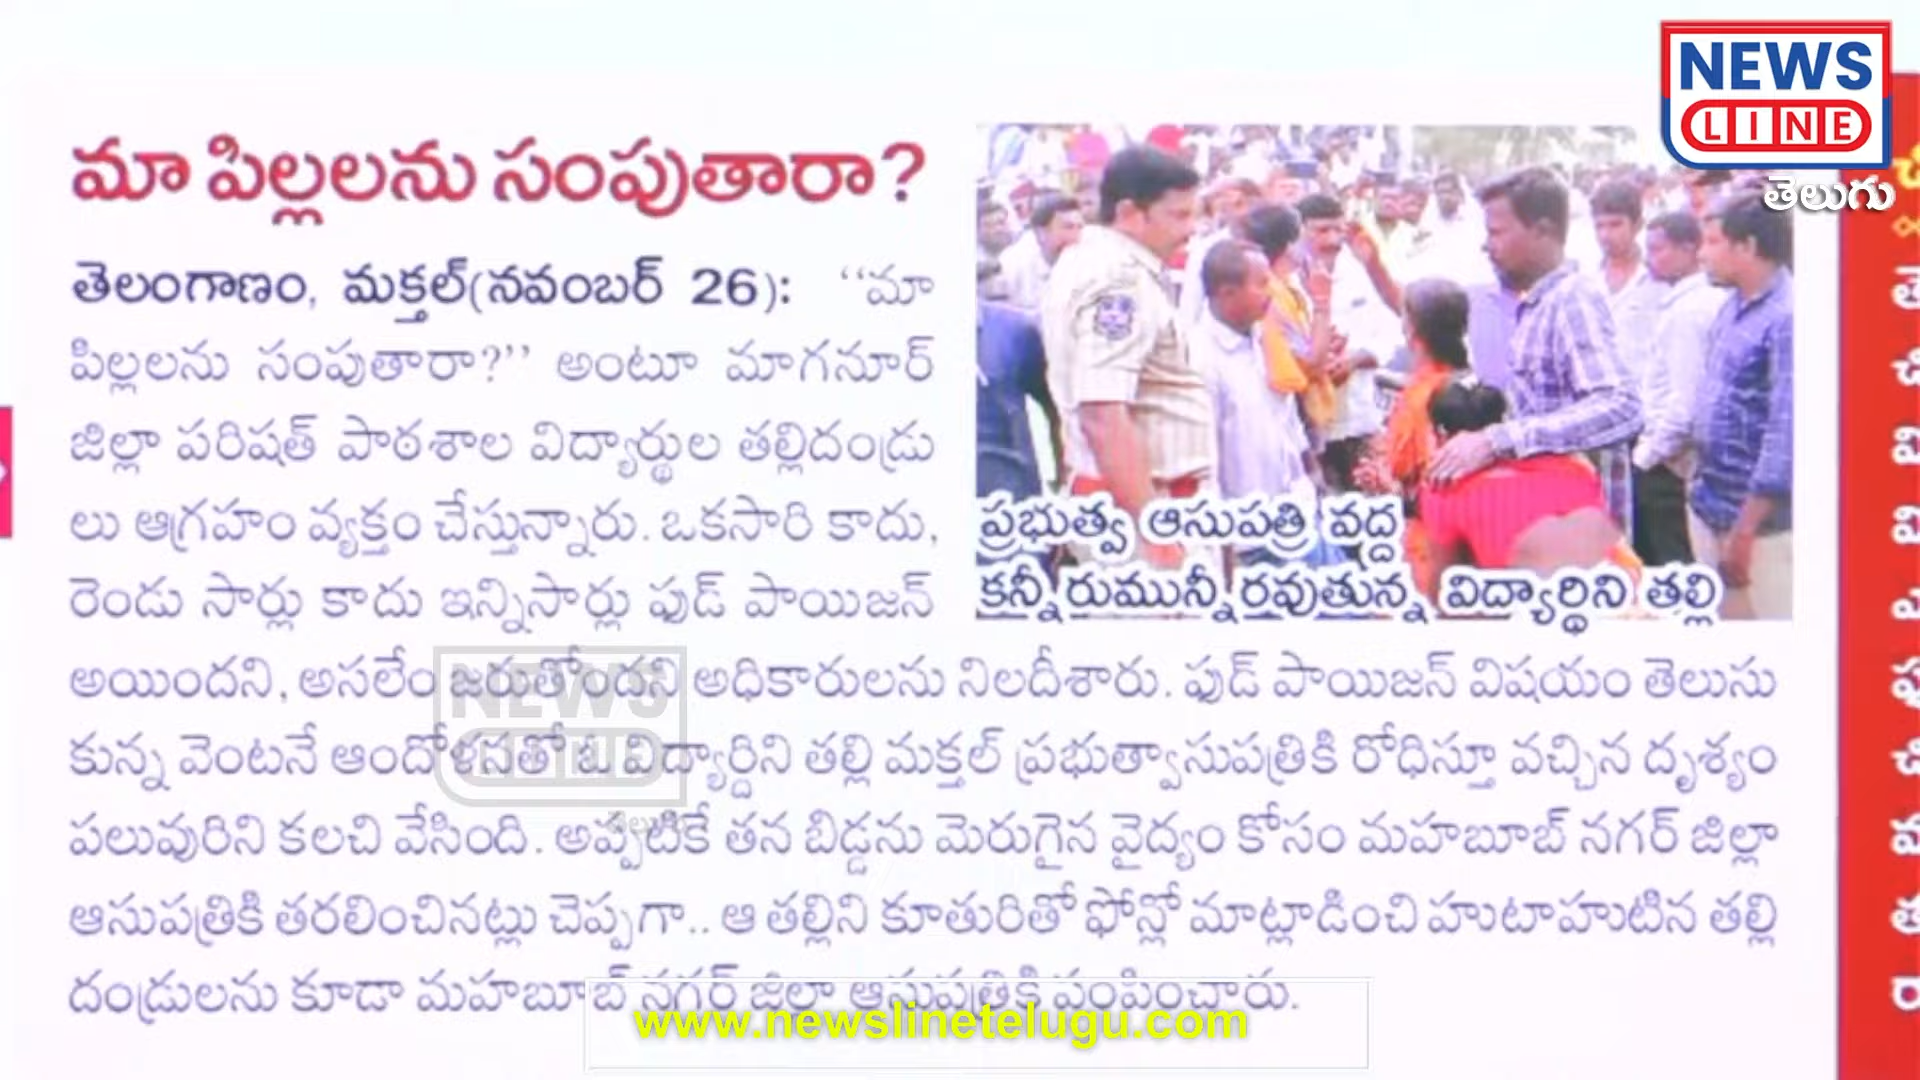 NEWS
LINE
తెలుగు
మా పిల్లలను సంపుతారా?
తెలంగాణం, మక్తల్(నవంబర్ 26): ‘‘మా
పిల్లలను సంపుతారా?’’ అంటూ మాగనూర్
జిల్లా పరిషత్ పాఠశాల విద్యార్థుల తల్లిదండ్రు
లు ఆగ్రహం వ్యక్తం చేస్తున్నారు. ఒకసారి కాదు,
రెండు సార్లు కాదు ఇన్నిసార్లు ఫుడ్ పాయిజన్
ప్రభుత్వ ఆసుపత్రి వద్ద
కన్నీరుమున్నీరవుతున్న విద్యార్థిని తల్లి
అయిందని, అసలేం జరుతోందని అధికారులను నిలదీశారు. ఫుడ్ పాయిజన్ విషయం తెలుసు
కున్న వెంటనే ఆందోళనతో ఓ విద్యార్థిని తల్లి మక్తల్ ప్రభుత్వాసుపత్రికి రోధిస్తూ వచ్చిన దృశ్యం
పలువురిని కలచి వేసింది. అప్పటికే తన బిడ్డను మెరుగైన వైద్యం కోసం మహబూబ్ నగర్ జిల్లా
ఆసుపత్రికి తరలించినట్లు చెప్పగా.. ఆ తల్లిని కూతురితో ఫోన్లో మాట్లాడించి హుటాహుటిన తల్లి
దండ్రులను కూడా మహబూబ్ నగర్ జిల్లా ఆసుపత్రికి పంపించారు.
NEWS
LINE
తెలుగు
www.newslinetelugu.com